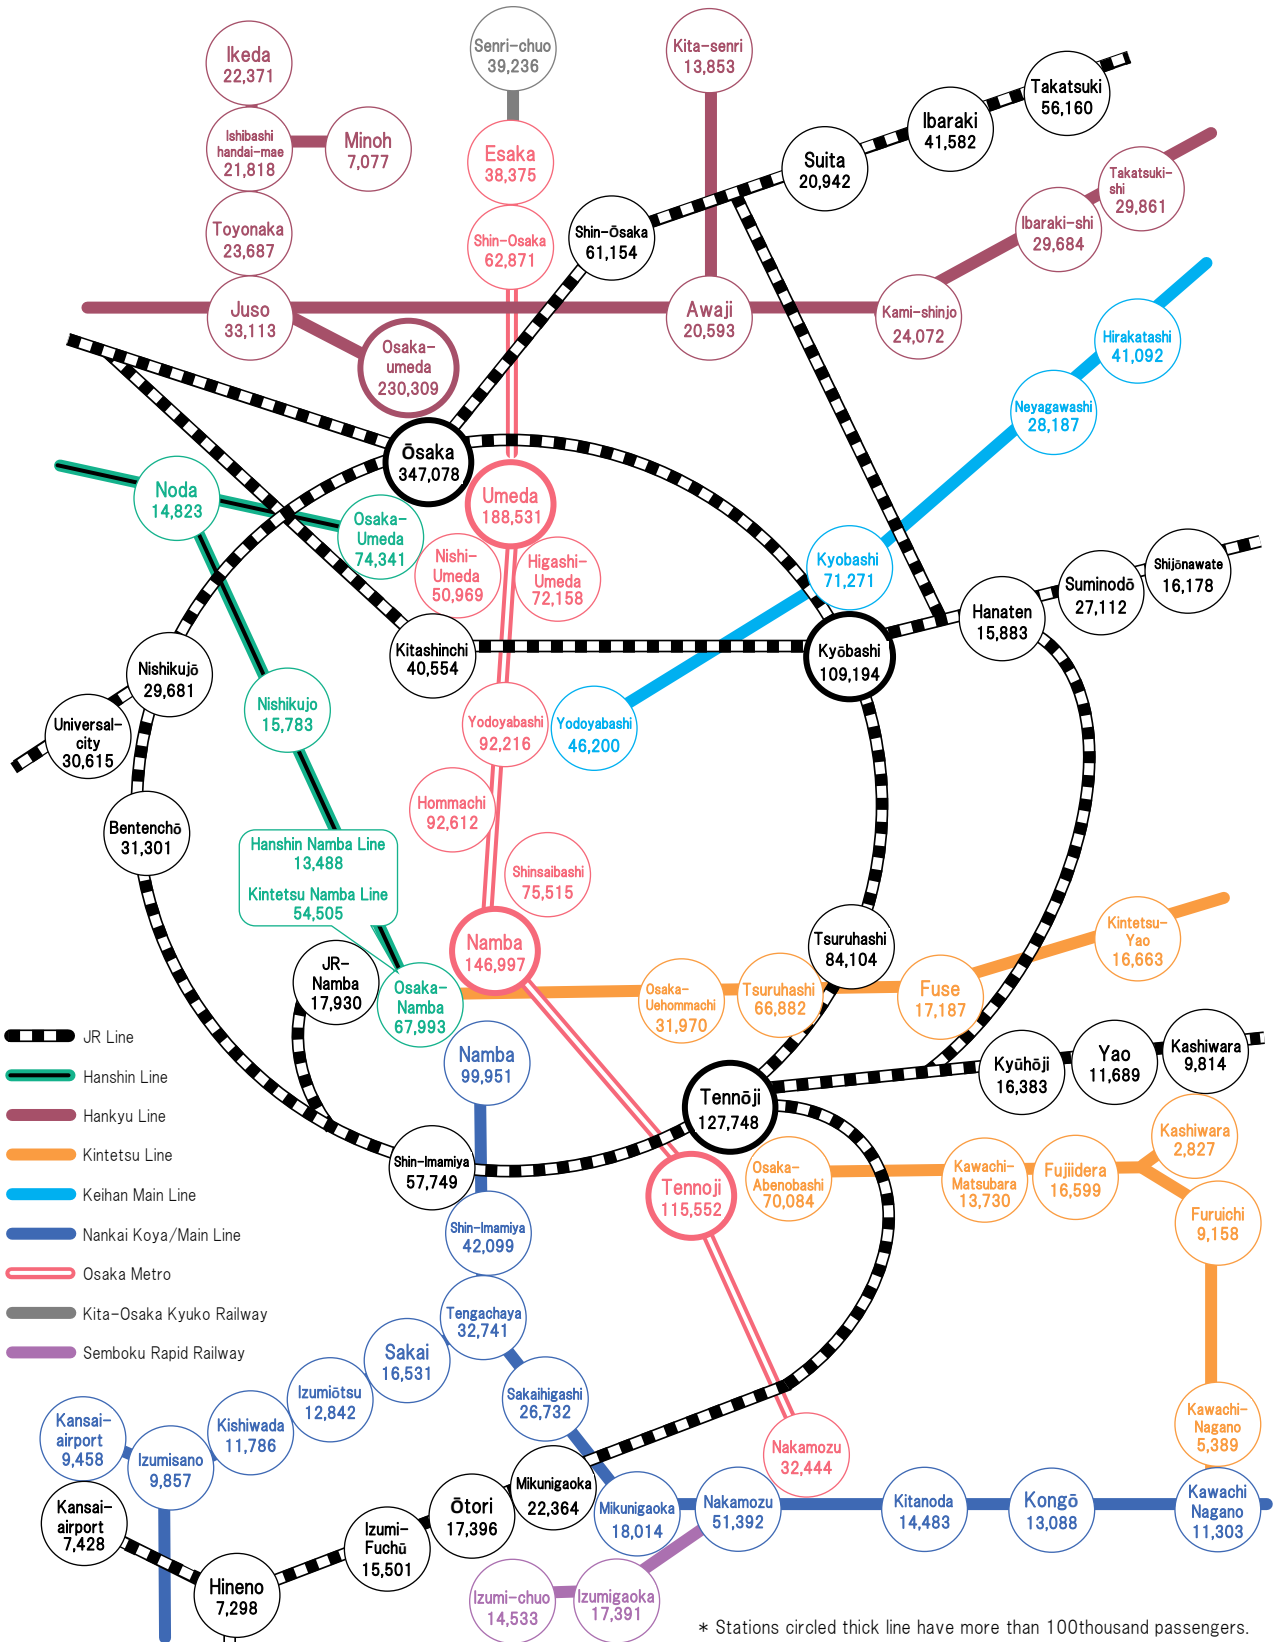 Ikeda
22,371
Senri-chuo
39,236
Kita-senri
13,853
Takatsuki
56,160
Ishibashi
handai-mae
21,818
Minoh
7,077
Esaka
38,375
Suita
20,942
Ibaraki
41,582
Takatsuki-
shi
29,861
Toyonaka
23,687
Shin-Osaka
62,871
Shin-Ōsaka
61,154
Ibaraki-shi
29,684
Juso
33,113
Awaji
20,593
Kami-shinjo
24,072
Hirakatashi
41,092
Osaka-
umeda
230,309
Neyagawashi
28,187
Ōsaka
347,078
Noda
14,823
Umeda
188,531
Osaka-
Umeda
74,341
Nishi-
Umeda
50,969
Higashi-
Umeda
72,158
Kyobashi
71,271
Shijōnawate
16,178
Suminodō
27,112
Hanaten
15,883
Kitashinchi
40,554
Kyōbashi
109,194
Nishikujō
29,681
Nishikujo
15,783
Yodoyabashi
92,216
Yodoyabashi
46,200
Universal-
city
30,615
Hommachi
92,612
Bentenchō
31,301
Hanshin Namba Line
13,488
Kintetsu Namba Line
54,505
Shinsaibashi
75,515
Namba
146,997
Tsuruhashi
84,104
Kintetsu-
Yao
16,663
JR-
Namba
17,930
Osaka-
Namba
67,993
Osaka-
Uehommachi
31,970
Tsuruhashi
66,882
Fuse
17,187
JR Line
Hanshin Line
Hankyu Line
Kintetsu Line
Keihan Main Line
Nankai Koya/Main Line
Osaka Metro
Kita-Osaka Kyuko Railway
Semboku Rapid Railway
Namba
99,951
Kyūhōji
16,383
Yao
11,689
Kashiwara
9,814
Tennōji
127,748
Shin-Imamiya
57,749
Tennoji
115,552
Osaka-
Abenobashi
70,084
Kawachi-
Matsubara
13,730
Fujiidera
16,599
Kashiwara
2,827
Furuichi
9,158
Shin-Imamiya
42,099
Tengachaya
32,741
Sakai
16,531
Izumiōtsu
12,842
Kishiwada
11,786
Kansai-
airport
9,458
Izumisano
9,857
Sakaihigashi
26,732
Nakamozu
32,444
Kawachi-
Nagano
5,389
Kansai-
airport
7,428
Hineno
7,298
Izumi-
Fuchū
15,501
Ōtori
17,396
Mikunigaoka
22,364
Mikunigaoka
18,014
Nakamozu
51,392
Kitanoda
14,483
Kongō
13,088
Kawachi
Nagano
11,303
Izumi-chuo
14,533
Izumigaoka
17,391
* Stations circled thick line have more than 100thousand passengers.